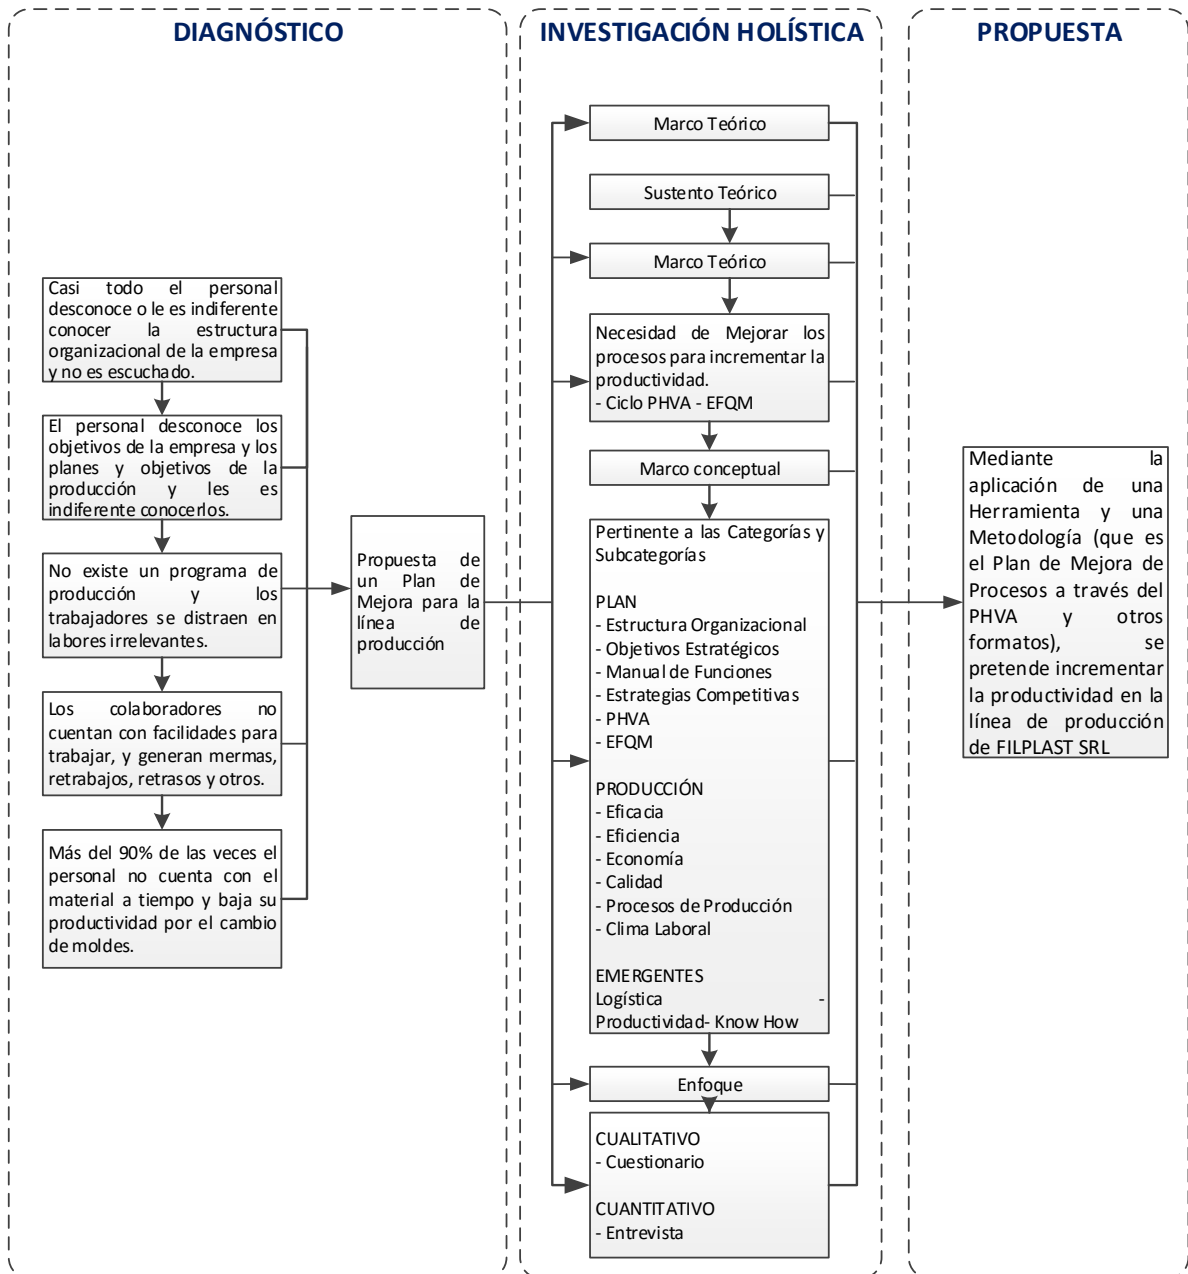 DIAGNÓSTICO
Casi todo el personal
desconoce o le es indiferente
conocer la estructura
organizacional de la empresa
y no es escuchado.
El personal desconoce los
objetivos de la empresa y los
planes y objetivos de la
producción y les es
indiferente conocerlos.
No existe un programa de
producción y los
trabajadores se distraen en
labores irrelevantes.
Los colaboradores no
cuentan con facilidades para
trabajar, y generan mermas,
retrabajos, retrasos y otros.
Más del 90% de las veces el
personal no cuenta con el
material a tiempo y baja su
productividad por el cambio
de moldes.
Propuesta de
un Plan de
Mejora para la
línea de
producción
INVESTIGACIÓN HOLÍSTICA
Marco Teórico
Sustento Teórico
Marco Teórico
Necesidad de Mejorar los
procesos para incrementar la
productividad.
- Ciclo PHVA - EFQM
Marco conceptual
Pertinente a las Categorías y
Subcategorías
PLAN
- Estructura Organizacional
- Objetivos Estratégicos
- Manual de Funciones
- Estrategias Competitivas
- PHVA
- EFQM
PRODUCCIÓN
- Eficacia
- Eficiencia
- Economía
- Calidad
- Procesos de Producción
- Clima Laboral
EMERGENTES
Logística -
Productividad- Know How
Enfoque
CUALITATIVO
- Cuestionario
CUANTITATIVO
- Entrevista
PROPUESTA
Mediante la
aplicación de una
Herramienta y una
Metodología (que es
el Plan de Mejora de
Procesos a través del
PHVA y otros
formatos), se
pretende incrementar
la productividad en la
línea de producción
de FILPLAST SRL